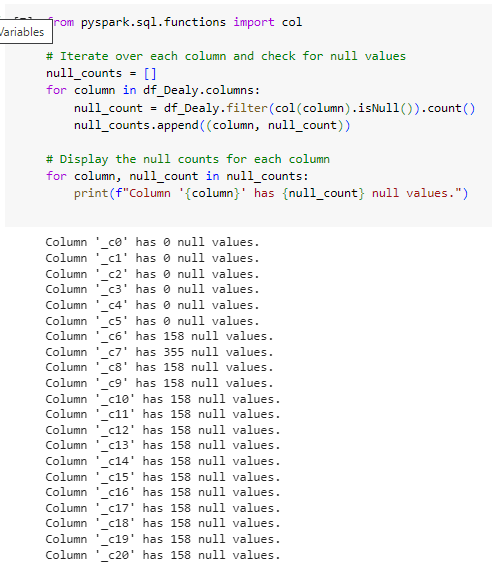 from pyspark.sql.functions import col
Variables
# Iterate over each column and check for null values
null_counts = []
for column in df_Dealy.columns:
    null_count = df_Dealy.filter(col(column).isNull()).count()
    null_counts.append((column, null_count))
# Display the null counts for each column
for column, null_count in null_counts:
    print(f"Column '{column}' has {null_count} null values.")
Column '_c0' has 0 null values.
Column '_c1' has 0 null values.
Column '_c2' has 0 null values.
Column '_c3' has 0 null values.
Column '_c4' has 0 null values.
Column '_c5' has 0 null values.
Column '_c6' has 158 null values.
Column '_c7' has 355 null values.
Column '_c8' has 158 null values.
Column '_c9' has 158 null values.
Column '_c10' has 158 null values.
Column '_c11' has 158 null values.
Column '_c12' has 158 null values.
Column '_c13' has 158 null values.
Column '_c14' has 158 null values.
Column '_c15' has 158 null values.
Column '_c16' has 158 null values.
Column '_c17' has 158 null values.
Column '_c18' has 158 null values.
Column '_c19' has 158 null values.
Column '_c20' has 158 null values.